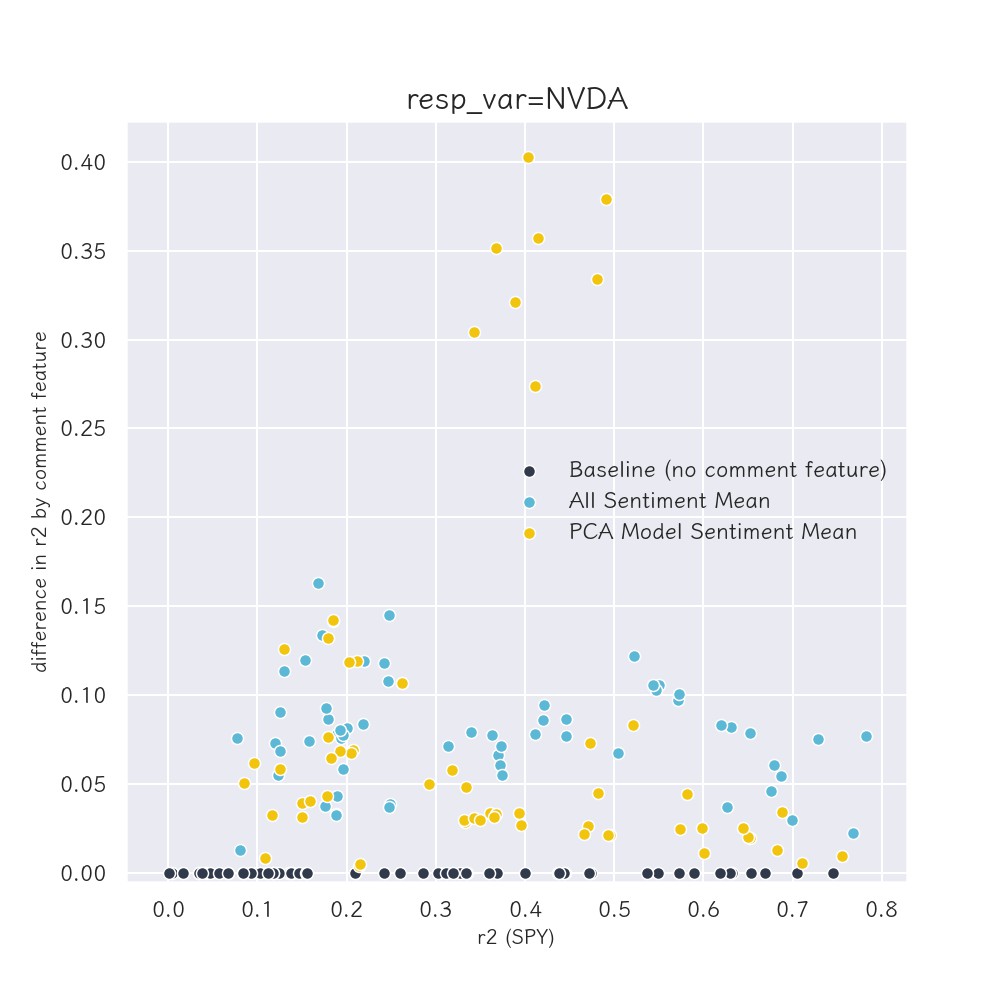 resp_var=NVDA
difference in r2 by comment feature
0.40
0.35
0.30
0.25
0.20
0.15
0.10
0.05
0.00
Baseline (no comment feature)
All Sentiment Mean
PCA Model Sentiment Mean
0.0 0.1 0.2 0.3 0.4 0.5 0.6 0.7 0.8
r2 (SPY)